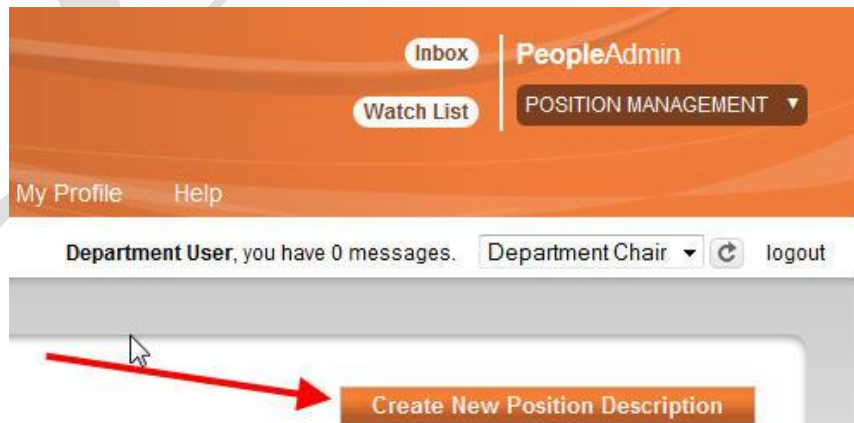 Inbox
PeopleAdmin
Watch List
POSITION MANAGEMENT
My Profile Help
Department User, you have 0 messages. Department Chair logout
Create New Position Description